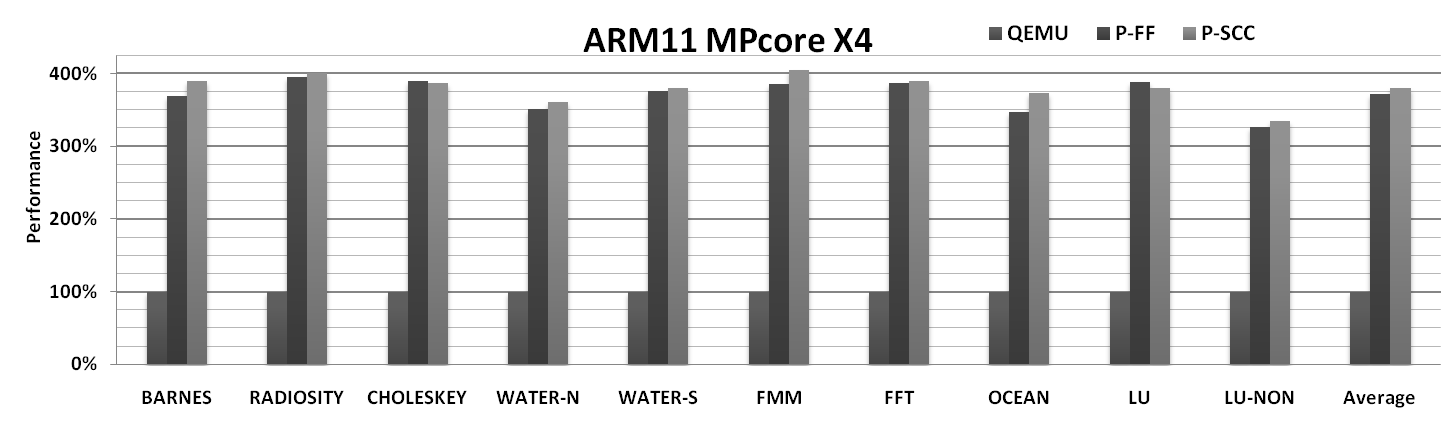 ARM11 MPcore X4
QEMU P-FF P-SCC
Performance
400%
300%
200%
100%
0%
BARNES RADIOSITY CHOLESKEY WATER-N WATER-S FMM FFT OCEAN LU LU-NON Average